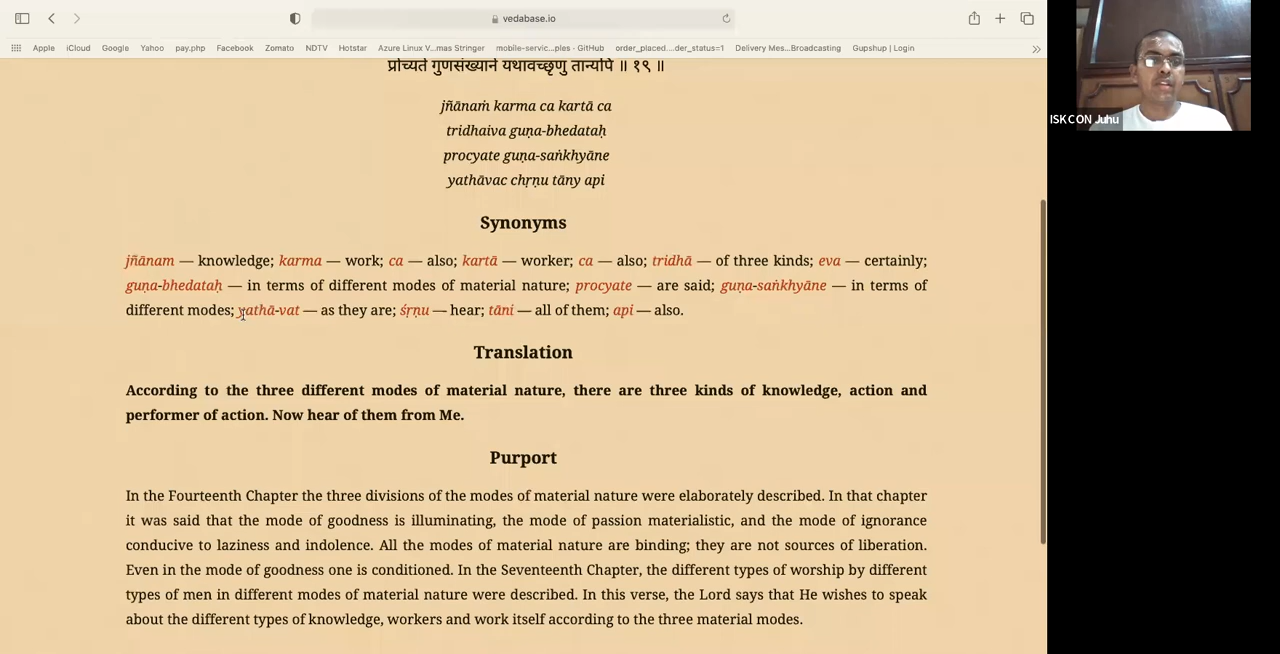 vedabase.io
Apple iCloud Google Yahoo pay.php Facebook Zomato NDTV Hotstar Azure Linux V...mas Stringer mobile-servic...ples · GitHub order_placed....der_status=1 Delivery Mes...Broadcasting Gupshup | Login
प्रोच्यते गुणसंख्याने यथावच्छृणु तान्यपि ॥ १९ ॥
jñānaṁ karma ca kartā ca
tridhaiva guṇa-bhedataḥ
procyate guṇa-saṅkhyāne
yathāvac chṛṇu tāny api
Synonyms
jñānam — knowledge; karma — work; ca — also; kartā — worker; ca — also; tridhā — of three kinds; eva — certainly;
guṇa-bhedataḥ — in terms of different modes of material nature; procyate — are said; guṇa-saṅkhyāne — in terms of
different modes; yathā-vat — as they are; śṛṇu — hear; tāni — all of them; api — also.
Translation
According to the three different modes of material nature, there are three kinds of knowledge, action and
performer of action. Now hear of them from Me.
Purport
In the Fourteenth Chapter the three divisions of the modes of material nature were elaborately described. In that chapter
it was said that the mode of goodness is illuminating, the mode of passion materialistic, and the mode of ignorance
conducive to laziness and indolence. All the modes of material nature are binding; they are not sources of liberation.
Even in the mode of goodness one is conditioned. In the Seventeenth Chapter, the different types of worship by different
types of men in different modes of material nature were described. In this verse, the Lord says that He wishes to speak
about the different types of knowledge, workers and work itself according to the three material modes.
ISKCON Juhu